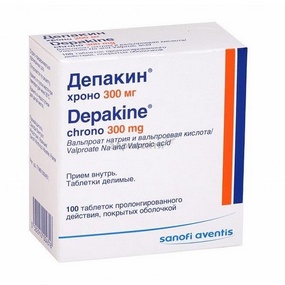 Депакин®
хроно 300 мг
Depakine®
chrono 300 mg
Вальпроат натрия и вальпроевая кислота/
Valproate Na and Valproic acid
Прием внутрь.
Таблетки делимые.
100 таблеток пролонгированного
действия, покрытых оболочкой
sanofi aventis